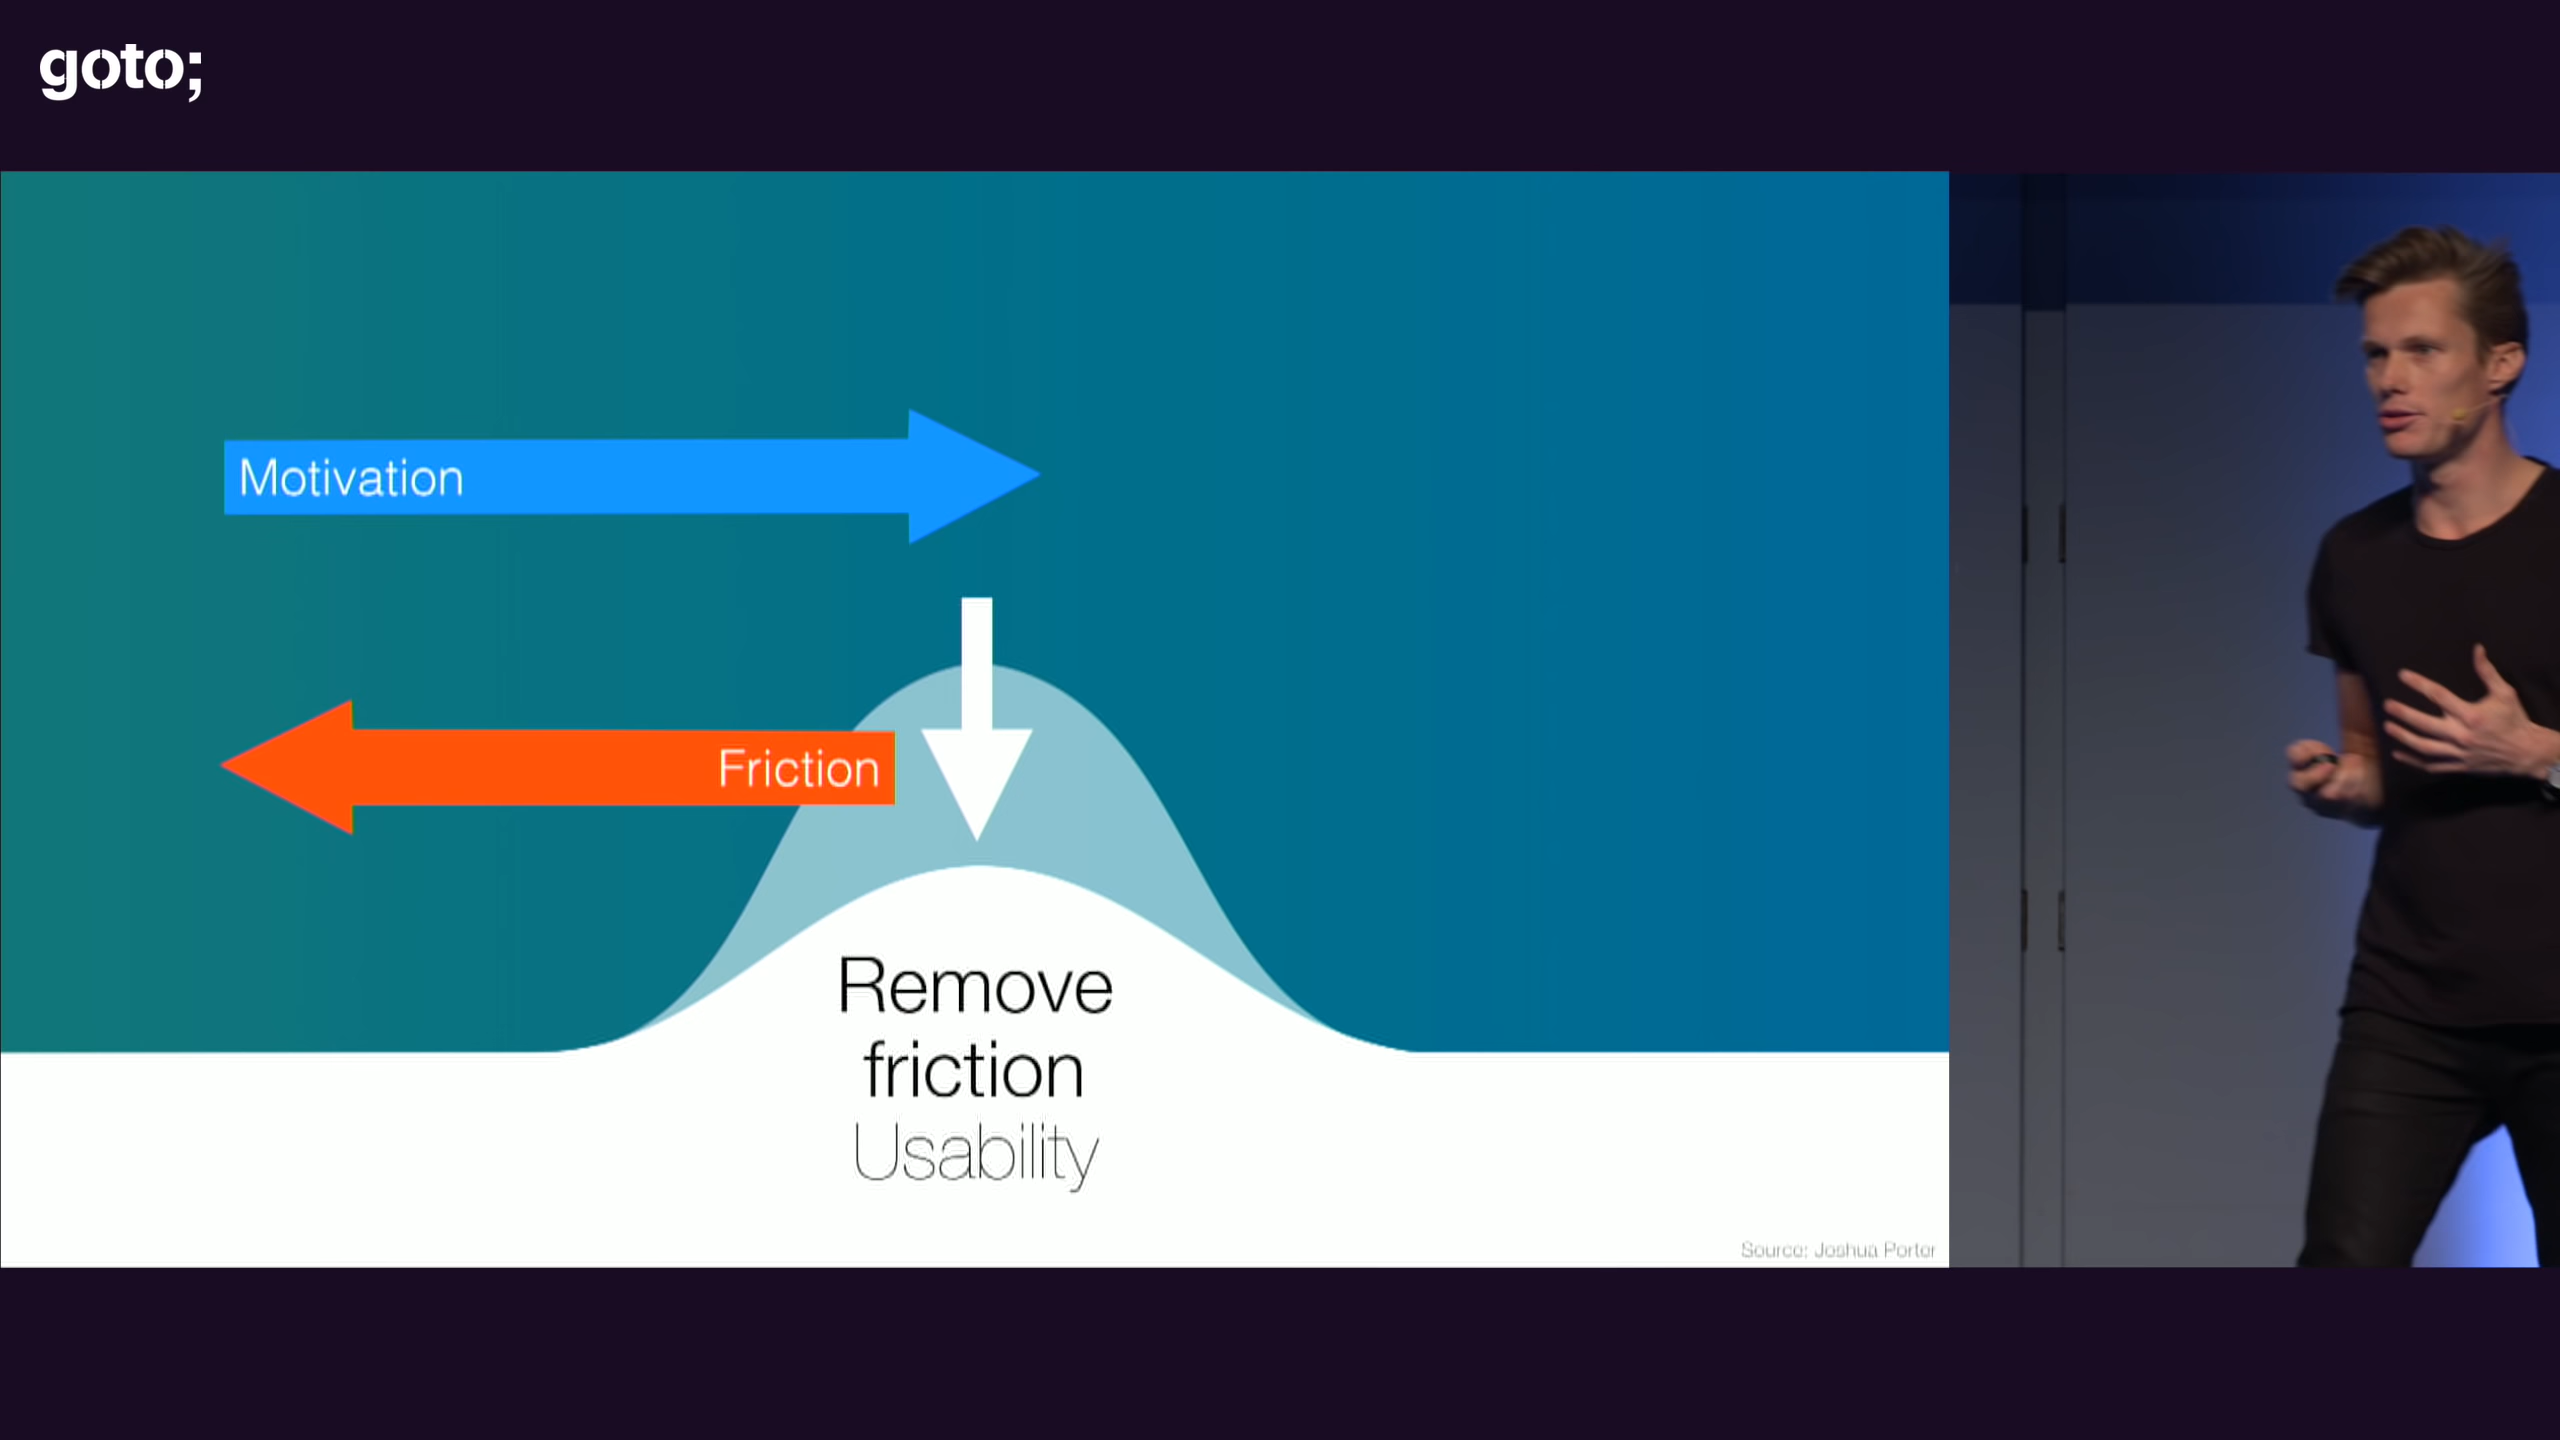 goto;
Motivation
Friction
Remove
friction
Usability
Source: Joshua Porter